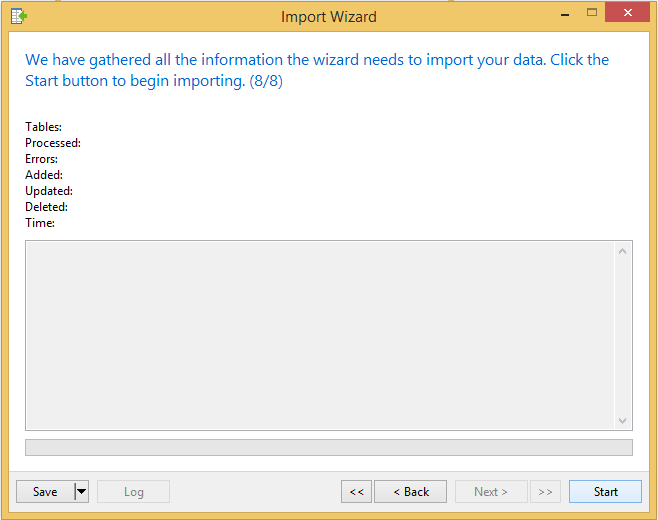 Import Wizard
We have gathered all the information the wizard needs to import your data. Click the
Start button to begin importing. (8/8)
Tables:
Processed:
Errors:
Added:
Updated:
Deleted:
Time:
Save Log << < Back Next > >> Start